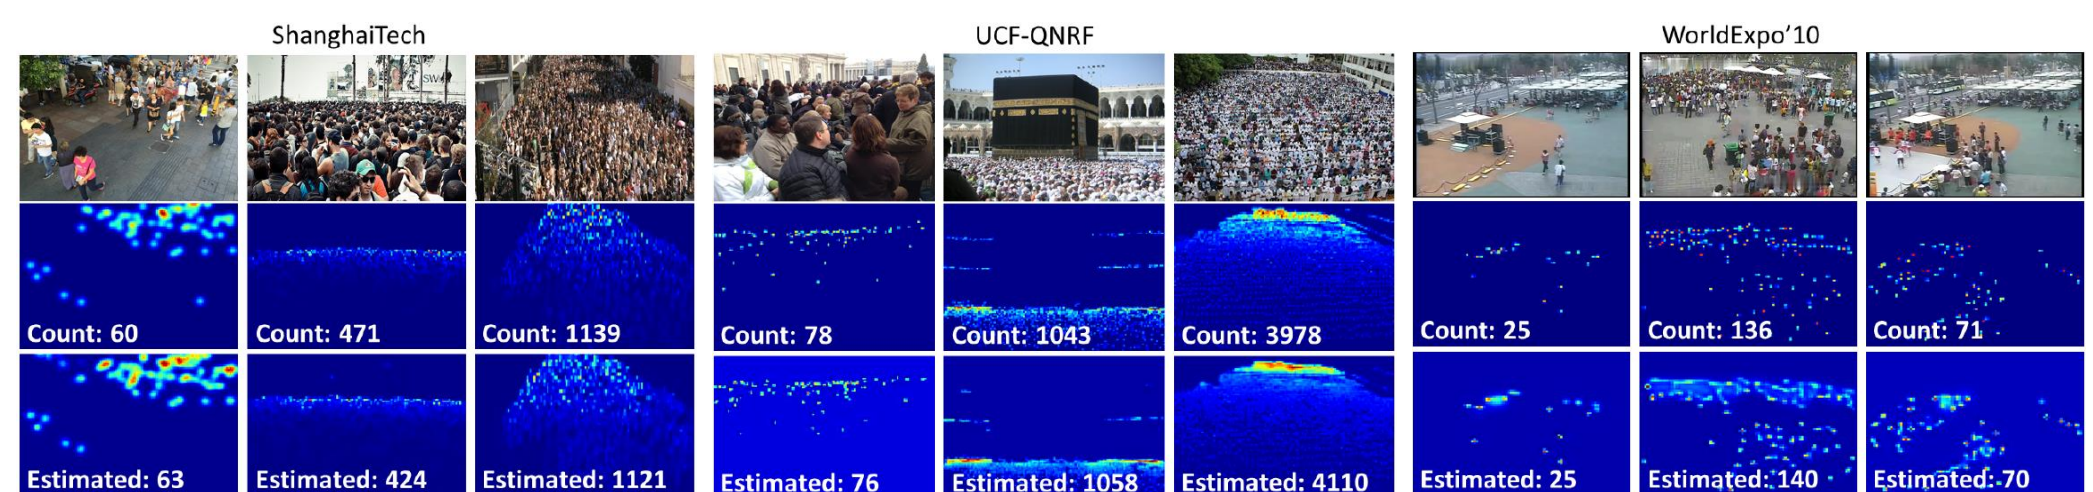 ShanghaiTech
UCF-QNRF
WorldExpo'10
SW
Count: 60
Count: 471
Count: 1139
Count: 78
Count: 1043
Count: 3978
Count: 25
Count: 136
Count: 71
Estimated: 63
Estimated: 424
Estimated: 1121
Estimated: 76
Estimated: 1058
Estimated: 4110
Estimated: 25
Estimated: 140
Estimated: 70